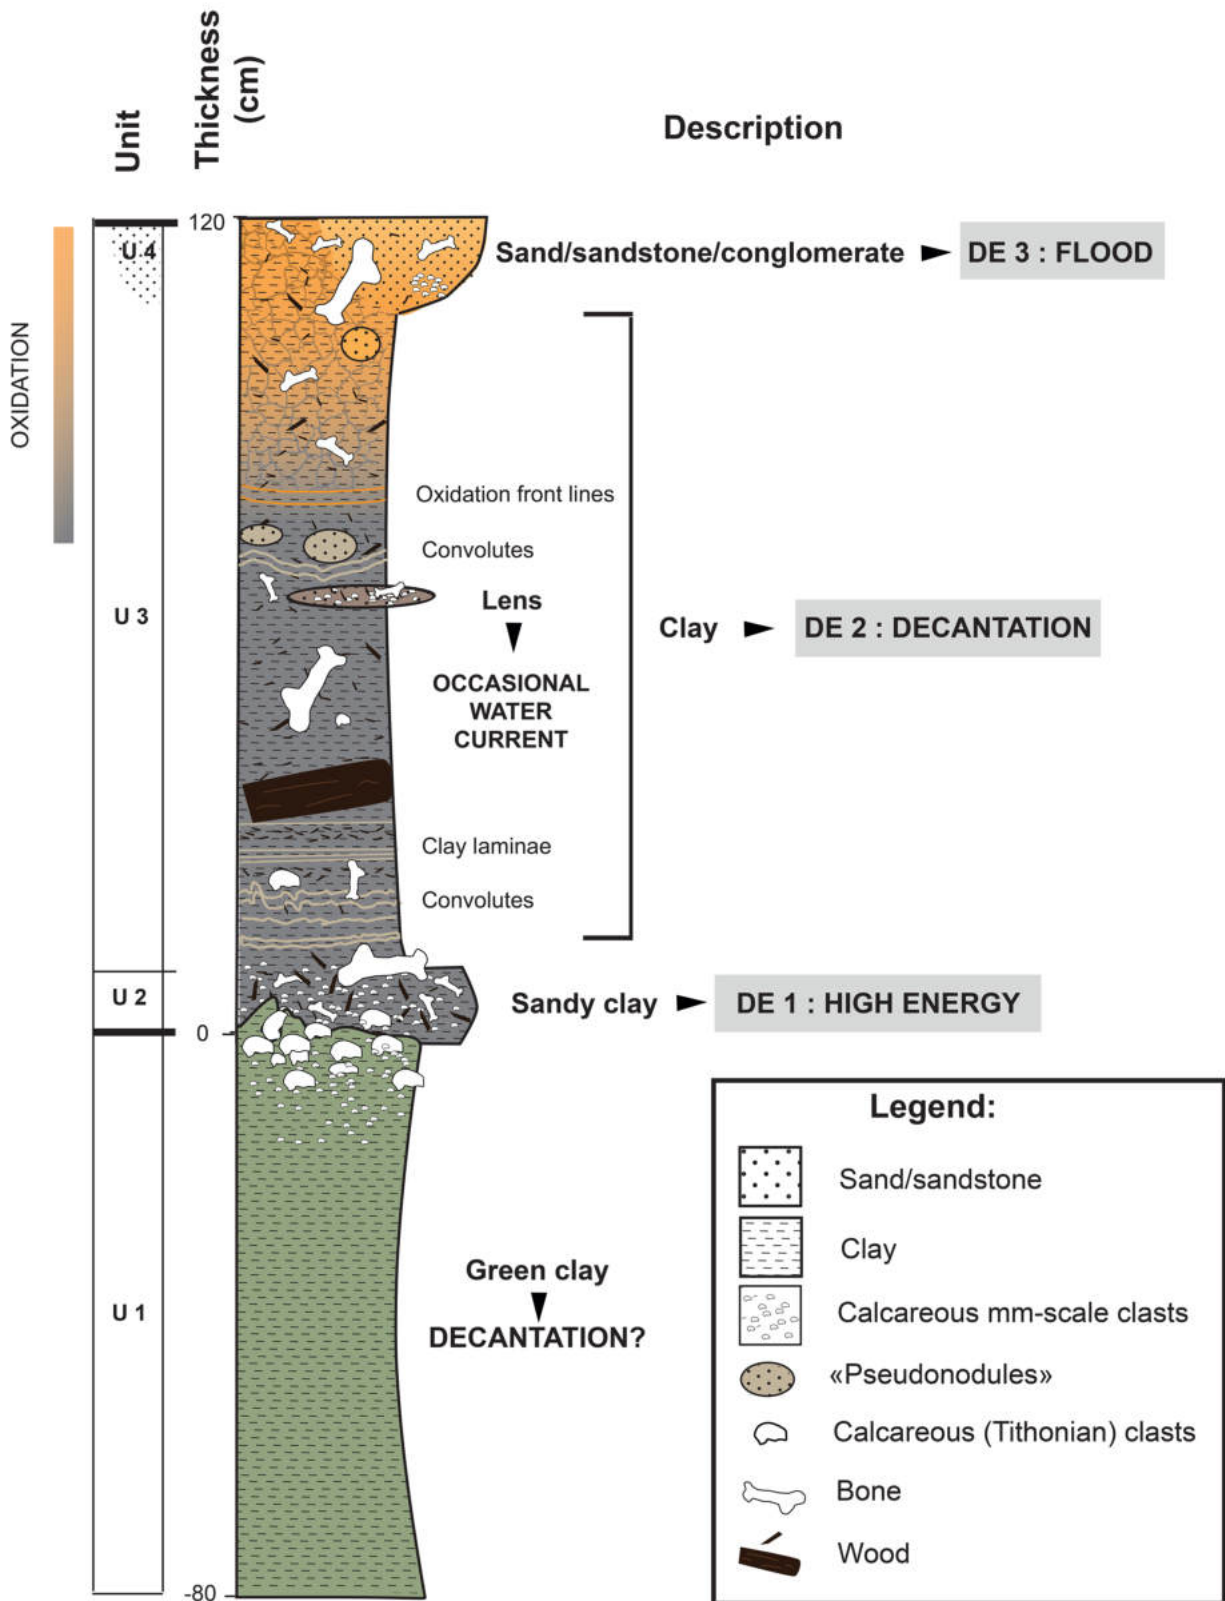 Unit
Thickness
(cm)
Description
OXIDATION
120
U 4
Sand/sandstone/conglomerate
DE 3 : FLOOD
Oxidation front lines
Convolutes
Lens
OCCASIONAL
WATER
CURRENT
Clay
DE 2 : DECANTATION
U 3
Clay laminae
Convolutes
U 2
Sandy clay
DE 1 : HIGH ENERGY
0
U 1
Green clay
DECANTATION?
-80
Legend:
Sand/sandstone
Clay
Calcareous mm-scale clasts
«Pseudonodules»
Calcareous (Tithonian) clasts
Bone
Wood